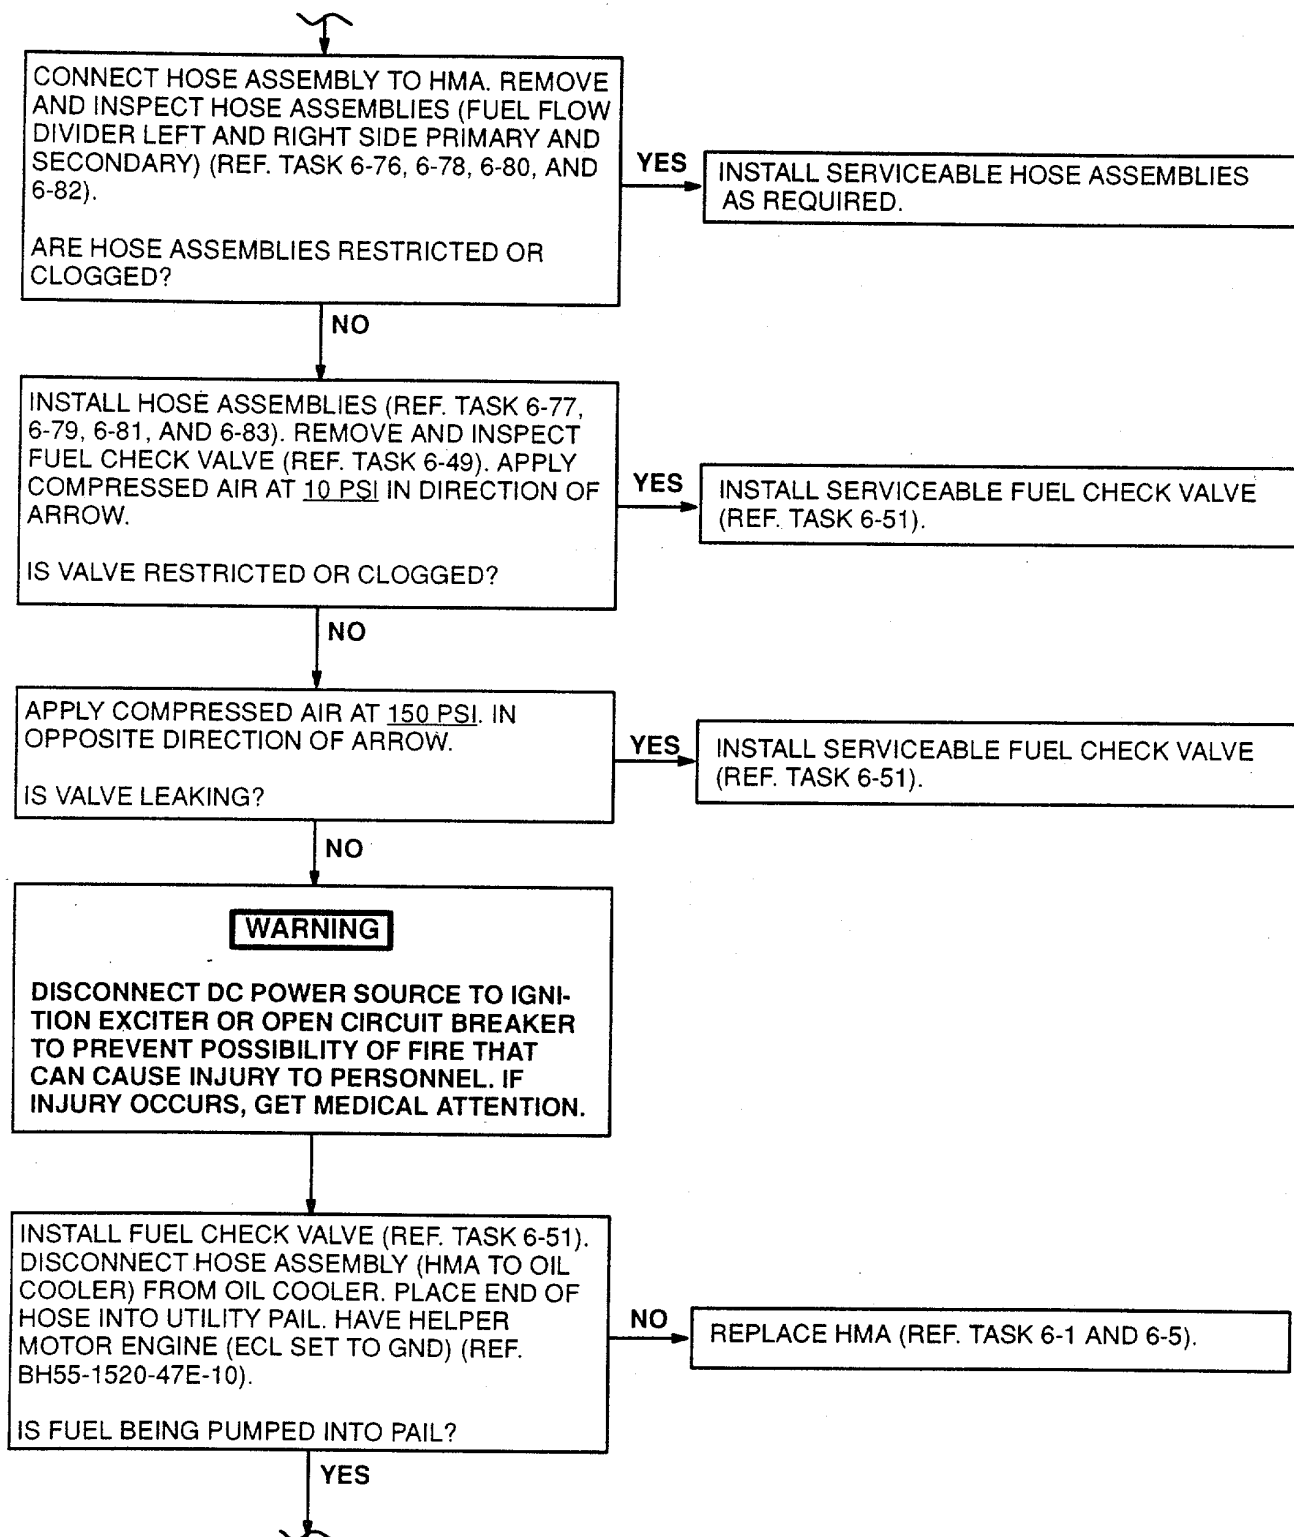 CONNECT HOSE ASSEMBLY TO HMA. REMOVE
AND INSPECT HOSE ASSEMBLIES (FUEL FLOW
DIVIDER LEFT AND RIGHT SIDE PRIMARY AND
SECONDARY) (REF. TASK 6-76, 6-78, 6-80, AND
6-82).
ARE HOSE ASSEMBLIES RESTRICTED OR
CLOGGED?
YES
INSTALL SERVICEABLE HOSE ASSEMBLIES
AS REQUIRED.
NO
INSTALL HOSE ASSEMBLIES (REF. TASK 6-77,
6-79, 6-81, AND 6-83). REMOVE AND INSPECT
FUEL CHECK VALVE (REF. TASK 6-49). APPLY
COMPRESSED AIR AT 10 PSI IN DIRECTION OF
ARROW.
IS VALVE RESTRICTED OR CLOGGED?
YES
INSTALL SERVICEABLE FUEL CHECK VALVE
(REF. TASK 6-51).
NO
APPLY COMPRESSED AIR AT 150 PSI. IN
OPPOSITE DIRECTION OF ARROW.
IS VALVE LEAKING?
YES
INSTALL SERVICEABLE FUEL CHECK VALVE
(REF. TASK 6-51).
NO
WARNING
DISCONNECT DC POWER SOURCE TO IGNI-
TION EXCITER OR OPEN CIRCUIT BREAKER
TO PREVENT POSSIBILITY OF FIRE THAT
CAN CAUSE INJURY TO PERSONNEL. IF
INJURY OCCURS, GET MEDICAL ATTENTION.
INSTALL FUEL CHECK VALVE (REF. TASK 6-51).
DISCONNECT HOSE ASSEMBLY (HMA TO OIL
COOLER) FROM OIL COOLER. PLACE END OF
HOSE INTO UTILITY PAIL. HAVE HELPER
MOTOR ENGINE (ECL SET TO GND) (REF.
BH55-1520-47E-10).
IS FUEL BEING PUMPED INTO PAIL?
NO
REPLACE HMA (REF. TASK 6-1 AND 6-5).
YES